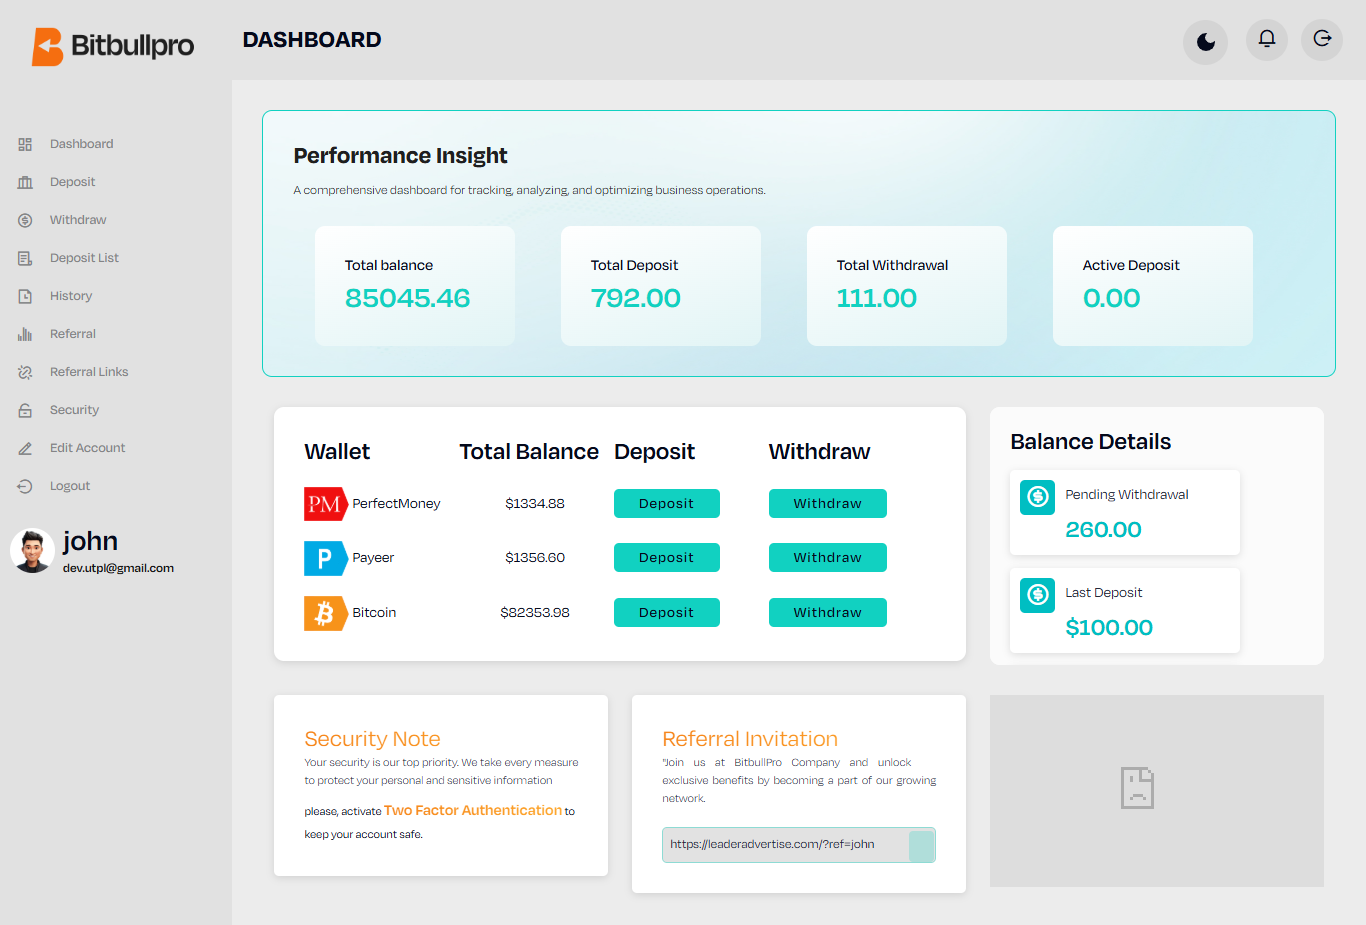 Bitbullpro
DASHBOARD
Dashboard
Deposit
Withdraw
Deposit List
History
Referral
Referral Links
Security
Edit Account
Logout
john
dev.utpl@gmail.com
Performance Insight
A comprehensive dashboard for tracking, analyzing, and optimizing business operations.
Total balance
85045.46
Total Deposit
792.00
Total Withdrawal
111.00
Active Deposit
0.00
Wallet Total Balance Deposit Withdraw
PM PerfectMoney $1334.88 Deposit Withdraw
P Payeer $1356.60 Deposit Withdraw
Bitcoin $82353.98 Deposit Withdraw
Balance Details
Pending Withdrawal
260.00
Last Deposit
$100.00
Security Note
Your security is our top priority. We take every measure
to protect your personal and sensitive information
please, activate Two Factor Authentication to
keep your account safe.
Referral Invitation
"Join us at BitbullPro Company and unlock
exclusive benefits by becoming a part of our growing
network.
https://leaderadvertise.com/?ref=john